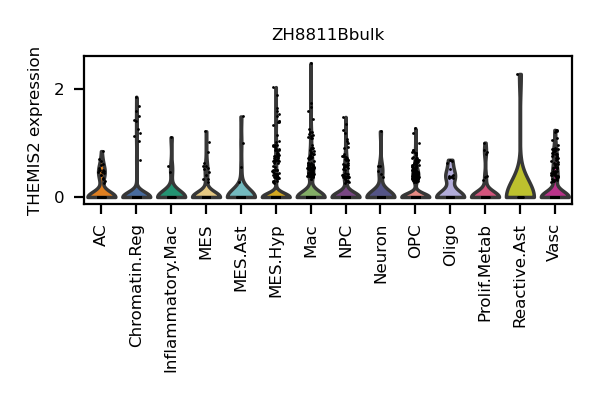 ZH8811Bbulk
THEMIS2 expression
2
0
AC
Chromatin.Reg
Inflammatory.Mac
MES
MES.Ast
MES.Hyp
Mac
NPC
Neuron
OPC
Oligo
Prolif.Metab
Reactive.Ast
Vasc